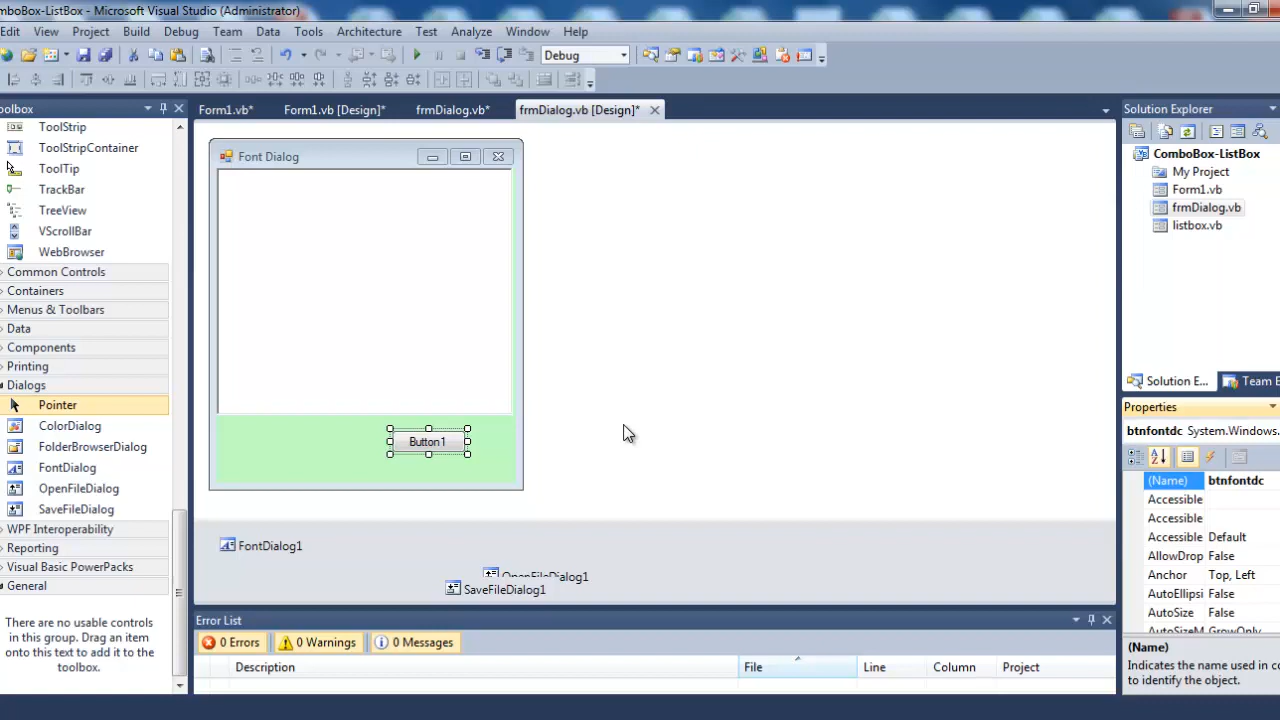 omboBox-ListBox - Microsoft Visual Studio (Administrator)
Edit View Project Build Debug Team Data Tools Architecture Test Analyze Window Help
Debug
oolbox
ToolStrip
ToolStripContainer
ToolTip
TrackBar
TreeView
VScrollBar
WebBrowser
Common Controls
Containers
Menus & Toolbars
Data
Components
Printing
Dialogs
Pointer
ColorDialog
FolderBrowserDialog
FontDialog
OpenFileDialog
SaveFileDialog
WPF Interoperability
Reporting
Visual Basic PowerPacks
General
There are no usable controls
in this group. Drag an item
onto this text to add it to the
toolbox.
Form1.vb* Form1.vb [Design]* frmDialog.vb* frmDialog.vb [Design]*
Font Dialog
Button1
FontDialog1
OpenFileDialog1
SaveFileDialog1
Error List
0 Errors 0 Warnings 0 Messages
Description File Line Column Project
Solution Explorer
ComboBox-ListBox
My Project
Form1.vb
frmDialog.vb
listbox.vb
Solution E... Team E
Properties
btnfontdc System.Windows.
(Name) btnfontdc
Accessible
Accessible
Accessible Default
AllowDrop False
Anchor Top, Left
AutoEllipsi False
AutoSize False
AutoSizeM GrowOnly
(Name)
Indicates the name used in co
to identify the object.